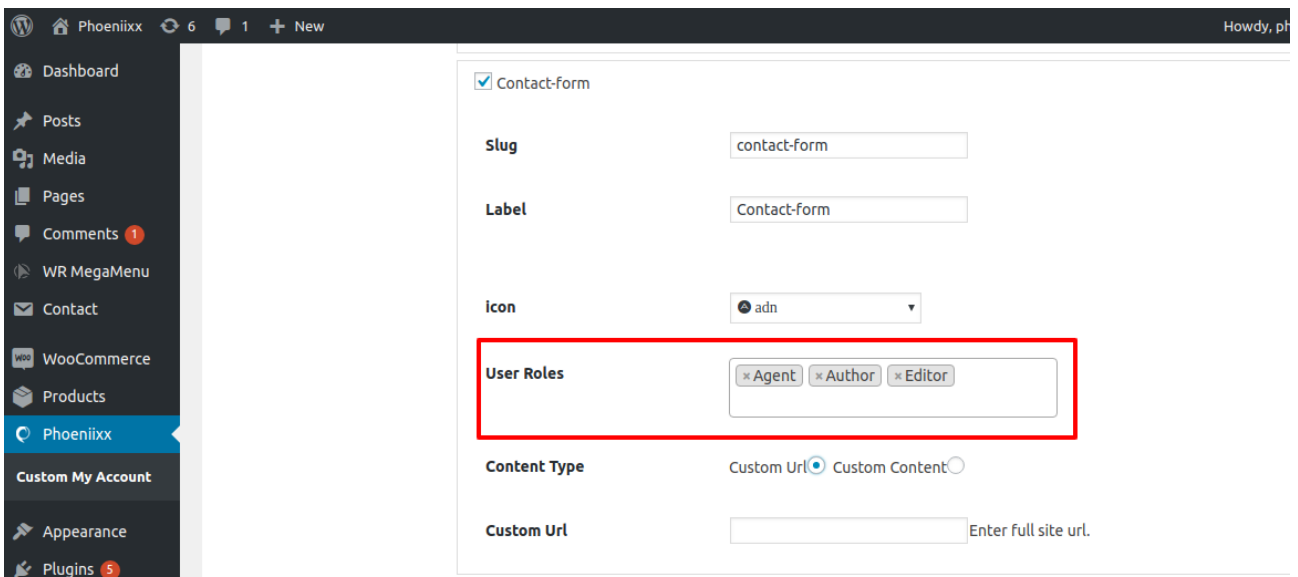 Phoeniixx 6 1 + New Howdy, ph
Dashboard
Posts
Media
Pages
Comments 1
WR MegaMenu
Contact
WooCommerce
Products
Phoeniixx
Custom My Account
Appearance
Plugins 5
Contact-form
Slug contact-form
Label Contact-form
icon adn
User Roles ×Agent ×Author ×Editor
Content Type Custom Url Custom Content
Custom Url Enter full site url.